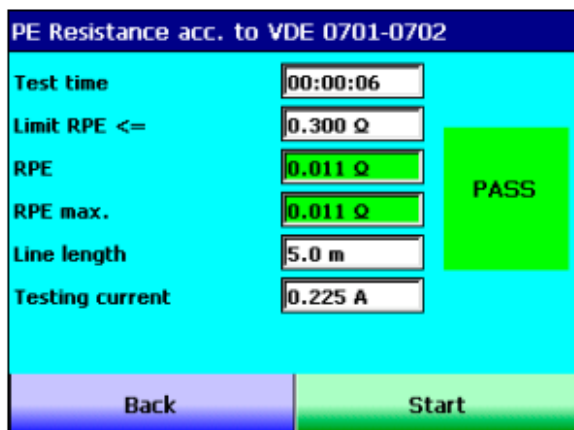 PE Resistance acc. to VDE 0701-0702
Test time 00:00:06
Limit RPE <= 0.300 Ω
RPE 0.011 Ω
PASS
RPE max. 0.011 Ω
Line length 5.0 m
Testing current 0.225 A
Back Start